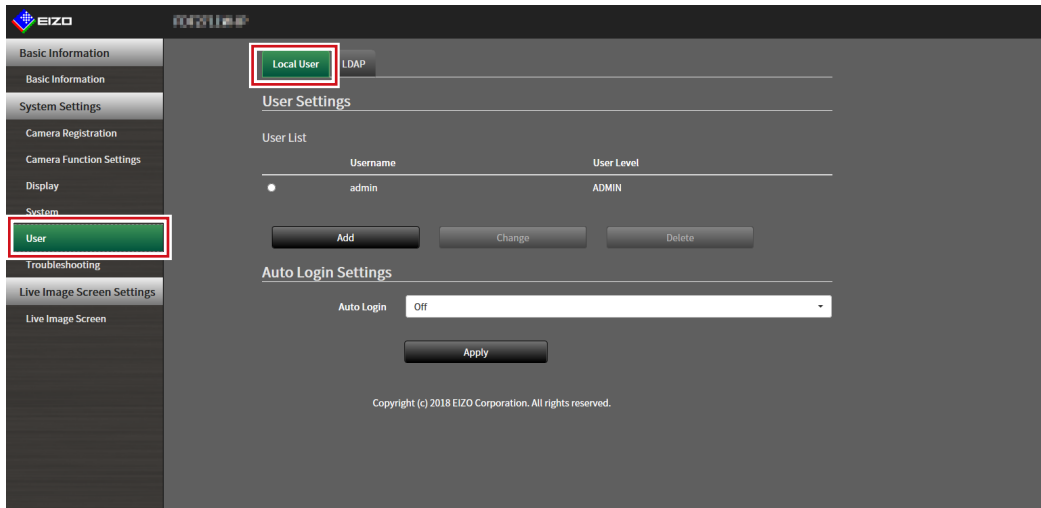 EIZO
Basic Information
Basic Information
System Settings
Camera Registration
Camera Function Settings
Display
System
User
Troubleshooting
Live Image Screen Settings
Live Image Screen
Local User
LDAP
User Settings
User List
Username User Level
admin ADMIN
Add Change Delete
Auto Login Settings
Auto Login Off
Apply
Copyright (c) 2018 EIZO Corporation. All rights reserved.